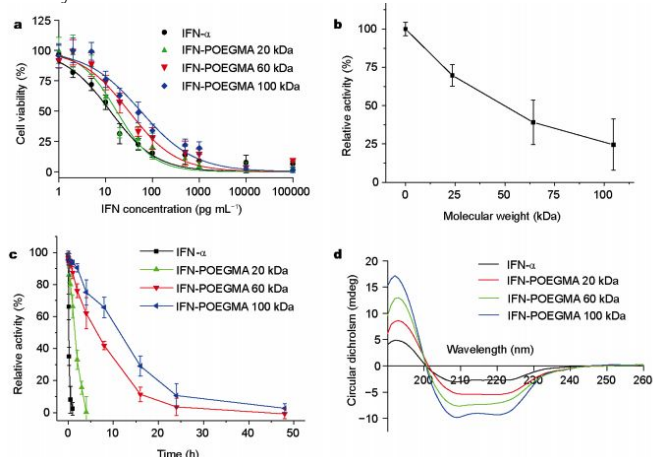 a
IFN-α
IFN-POEGMA 20 kDa
IFN-POEGMA 60 kDa
IFN-POEGMA 100 kDa
125
100
75
50
25
0
Cell viability (%)
1 10 100 1000 10000 100000
IFN concentration (pg mL⁻¹)
b
100
75
50
25
0
Relative activity (%)
0 25 50 75 100
Molecular weight (kDa)
c
IFN-α
IFN-POEGMA 20 kDa
IFN-POEGMA 60 kDa
IFN-POEGMA 100 kDa
100
80
60
40
20
0
Relative activity (%)
0 10 20 30 40 50
Time (h)
d
IFN-α
IFN-POEGMA 20 kDa
IFN-POEGMA 60 kDa
IFN-POEGMA 100 kDa
20
15
10
5
0
-5
-10
Circular dichroism (mdeg)
Wavelength (nm)
200 210 220 230 240 250 260